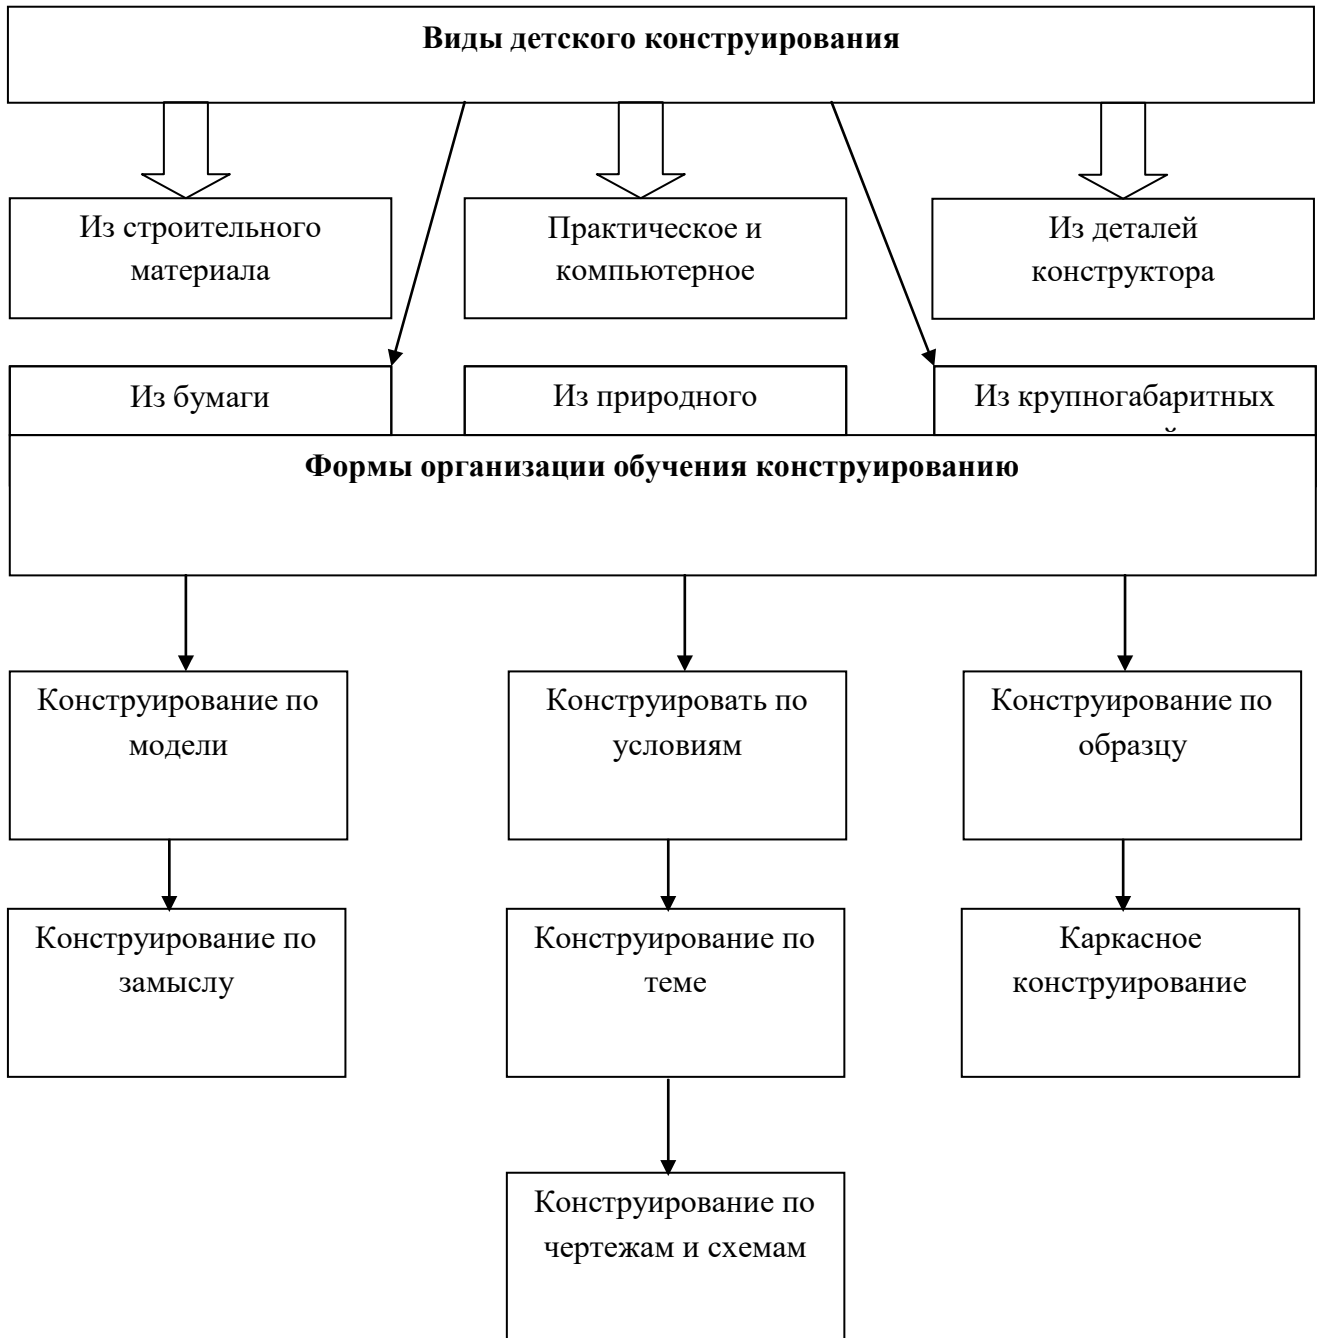 Виды детского конструирования
Из строительного
материала
Практическое и
компьютерное
Из деталей
конструктора
Из бумаги
Из природного
Из крупногабаритных
Формы организации обучения конструированию
Конструирование по
модели
Конструировать по
условиям
Конструирование по
образцу
Конструирование по
замыслу
Конструирование по
теме
Каркасное
конструирование
Конструирование по
чертежам и схемам